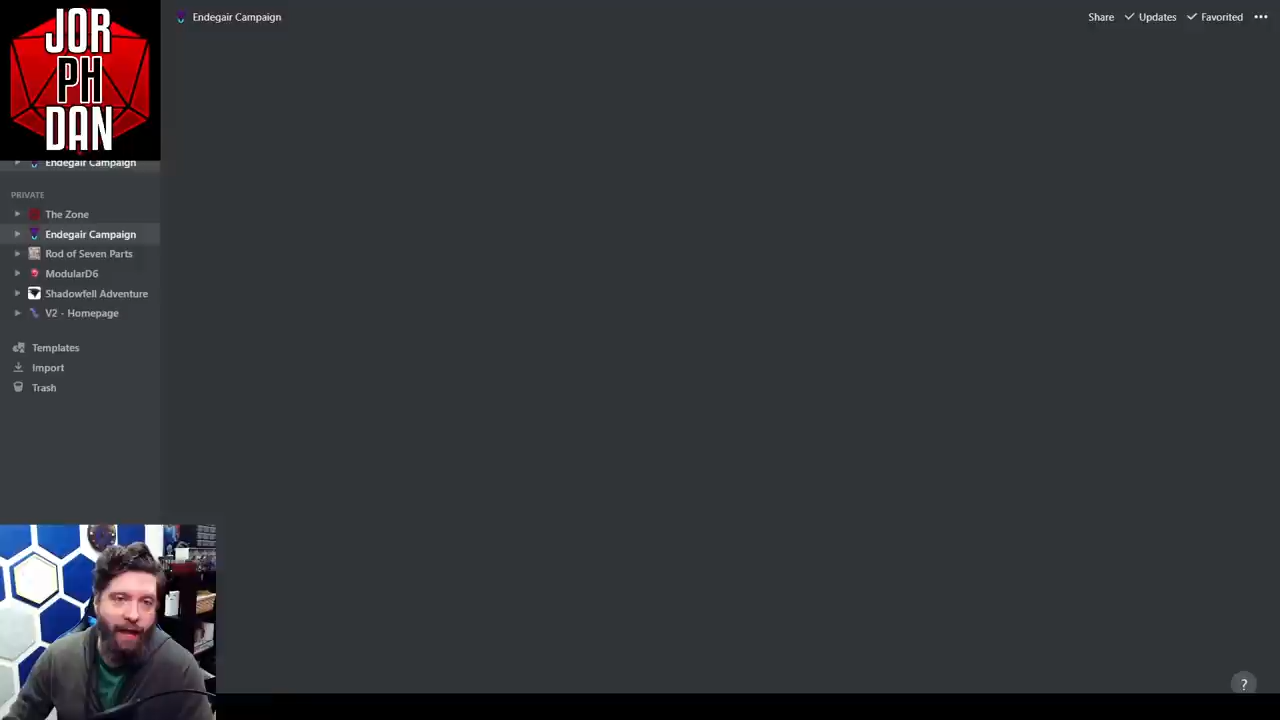 JOR
PH
DAN
Endegair Campaign
Share
Updates
Favorited
Endegair Campaign
PRIVATE
The Zone
Endegair Campaign
Rod of Seven Parts
ModularD6
Shadowfell Adventure
V2 - Homepage
Templates
Import
Trash
?